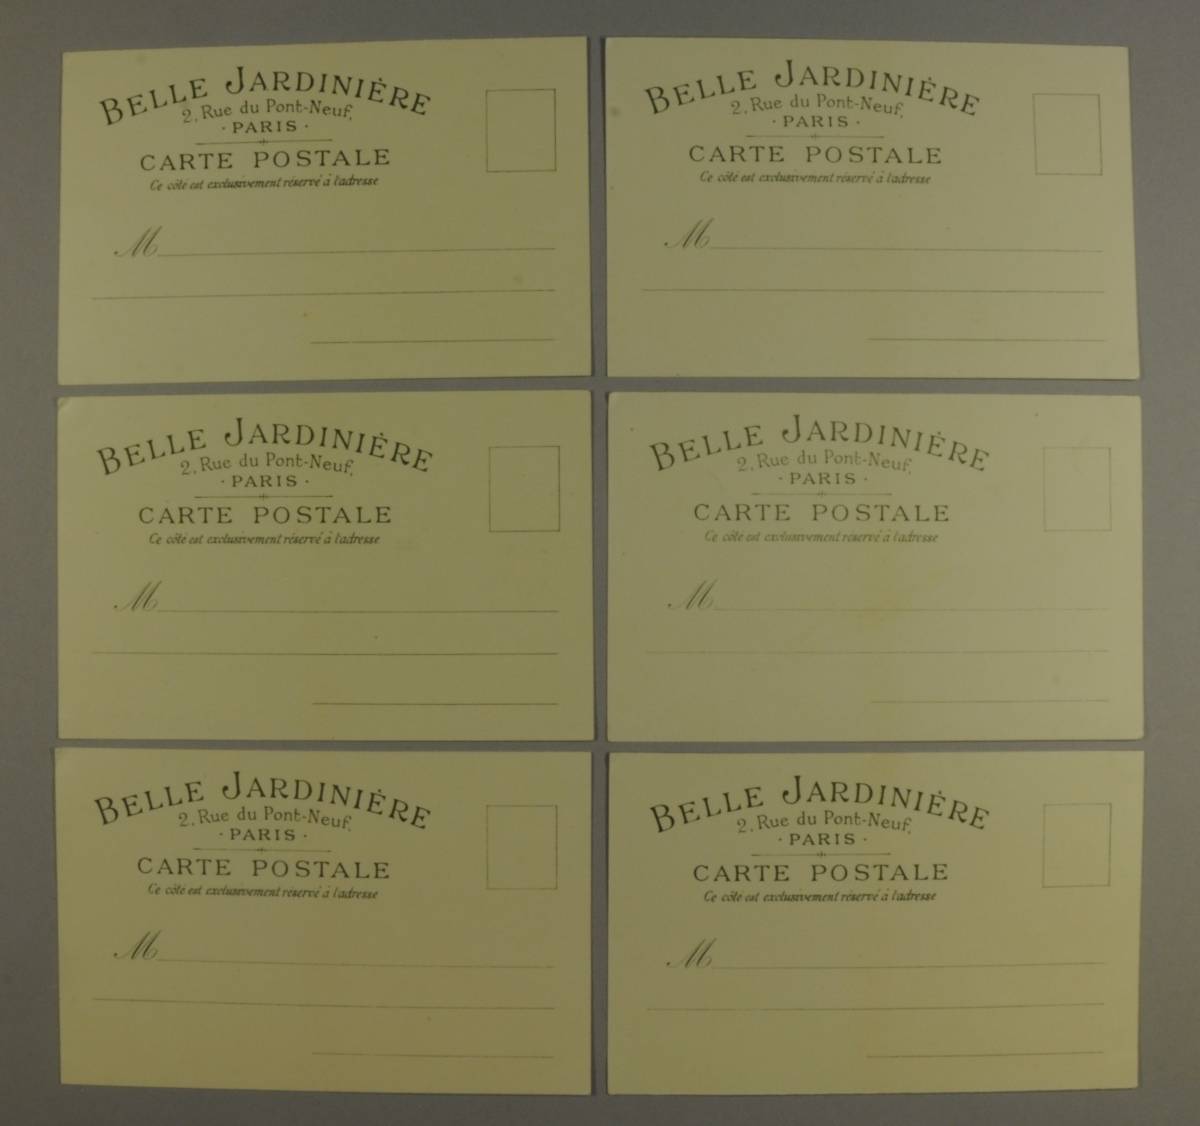 BELLE JARDINIÈRE
2, Rue du Pont-Neuf,
· PARIS ·
CARTE POSTALE
Ce côté est exclusivement réservé à l'adresse
M
BELLE JARDINIÈRE
2, Rue du Pont-Neuf,
· PARIS ·
CARTE POSTALE
Ce côté est exclusivement réservé à l'adresse
M
BELLE JARDINIÈRE
2, Rue du Pont-Neuf,
· PARIS ·
CARTE POSTALE
Ce côté est exclusivement réservé à l'adresse
M
BELLE JARDINIÈRE
2, Rue du Pont-Neuf,
· PARIS ·
CARTE POSTALE
Ce côté est exclusivement réservé à l'adresse
M
BELLE JARDINIÈRE
2, Rue du Pont-Neuf,
· PARIS ·
CARTE POSTALE
Ce côté est exclusivement réservé à l'adresse
M
BELLE JARDINIÈRE
2, Rue du Pont-Neuf,
· PARIS ·
CARTE POSTALE
Ce côté est exclusivement réservé à l'adresse
M